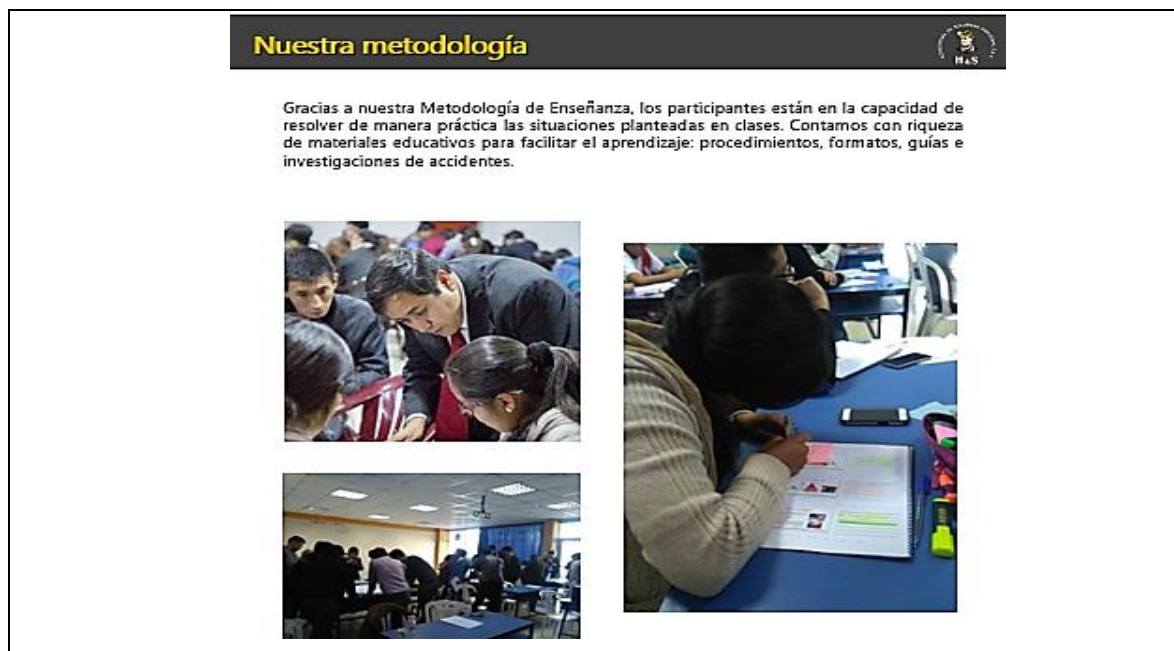 Nuestra metodología
H&S
Gracias a nuestra Metodología de Enseñanza, los participantes están en la capacidad de
resolver de manera práctica las situaciones planteadas en clases. Contamos con riqueza
de materiales educativos para facilitar el aprendizaje: procedimientos, formatos, guías e
investigaciones de accidentes.